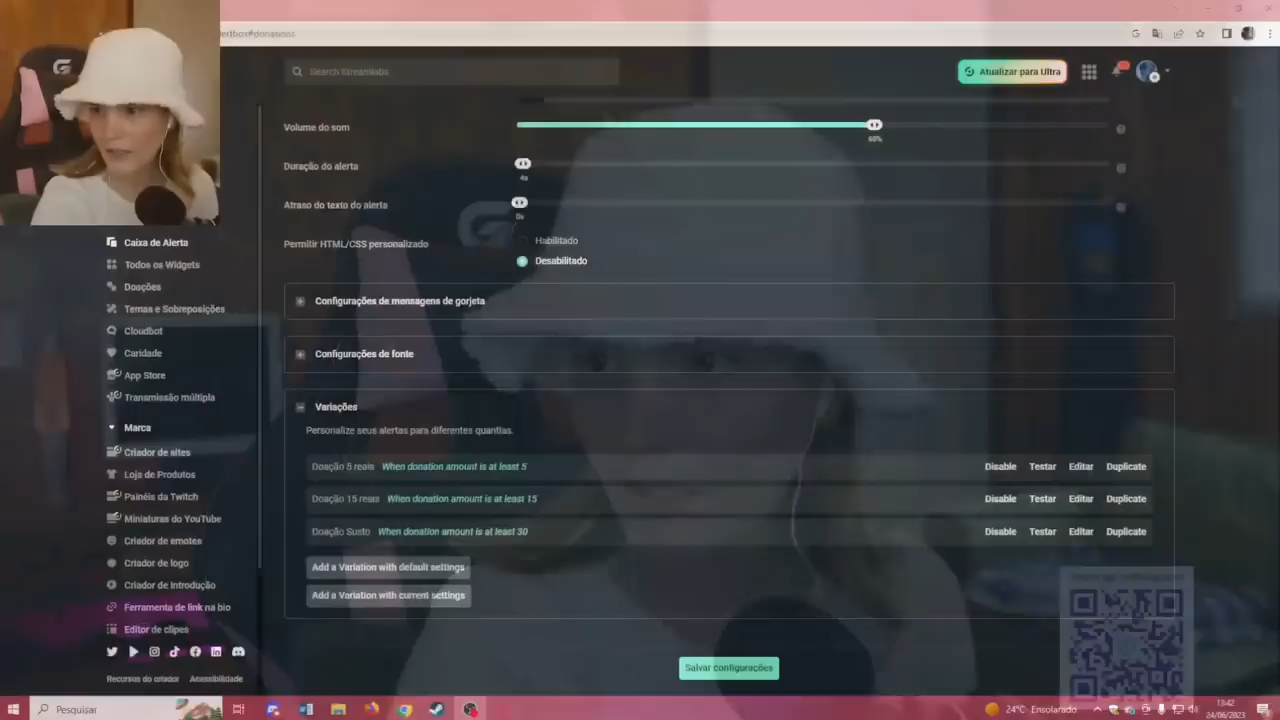 ertbox#donations
Search Streamlabs
Atualizar para Ultra
Volume do som
60%
Duração do alerta
4s
Atraso do texto do alerta
0s
Permitir HTML/CSS personalizado
Habilitado
Desabilitado
Configurações de mensagens de gorjeta
Configurações de fonte
Variações
Personalize seus alertas para diferentes quantias.
Doação 5 reais When donation amount is at least 5 Disable Testar Editar Duplicate
Doação 15 reais When donation amount is at least 15 Disable Testar Editar Duplicate
Doação Susto When donation amount is at least 30 Disable Testar Editar Duplicate
Add a Variation with default settings
Add a Variation with current settings
Salvar configurações
Caixa de Alerta
Todos os Widgets
Doações
Temas e Sobreposições
Cloudbot
Caridade
App Store
Transmissão múltipla
Marca
Criador de sites
Loja de Produtos
Painéis da Twitch
Miniaturas do YouTube
Criador de emotes
Criador de logo
Criador de Introdução
Ferramenta de link na bio
Editor de clipes
Recursos do criador Acessibilidade
Pesquisar
24°C Ensolarado
13:42
24/06/2023